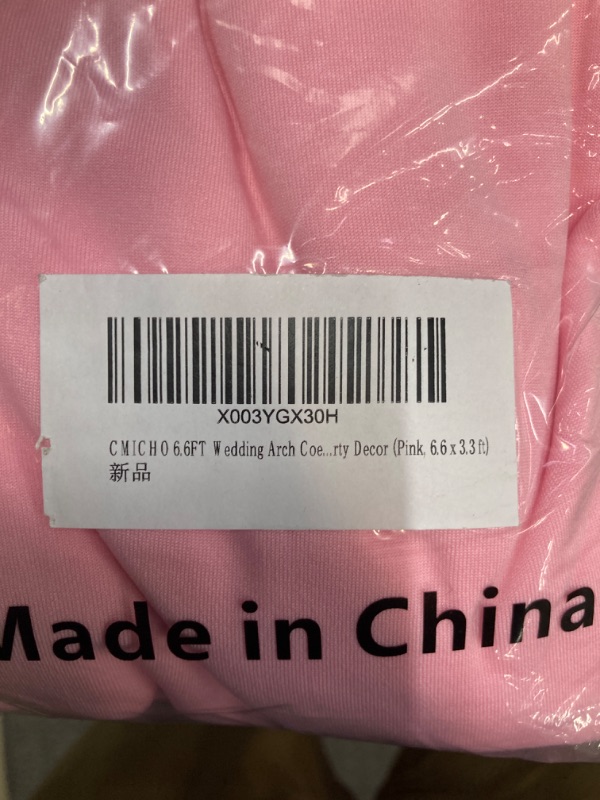 X003YGX30H
CMICHO 6.6FT Wedding Arch Coe...rty Decor (Pink, 6.6 x 3.3 ft)
新品
Made in China